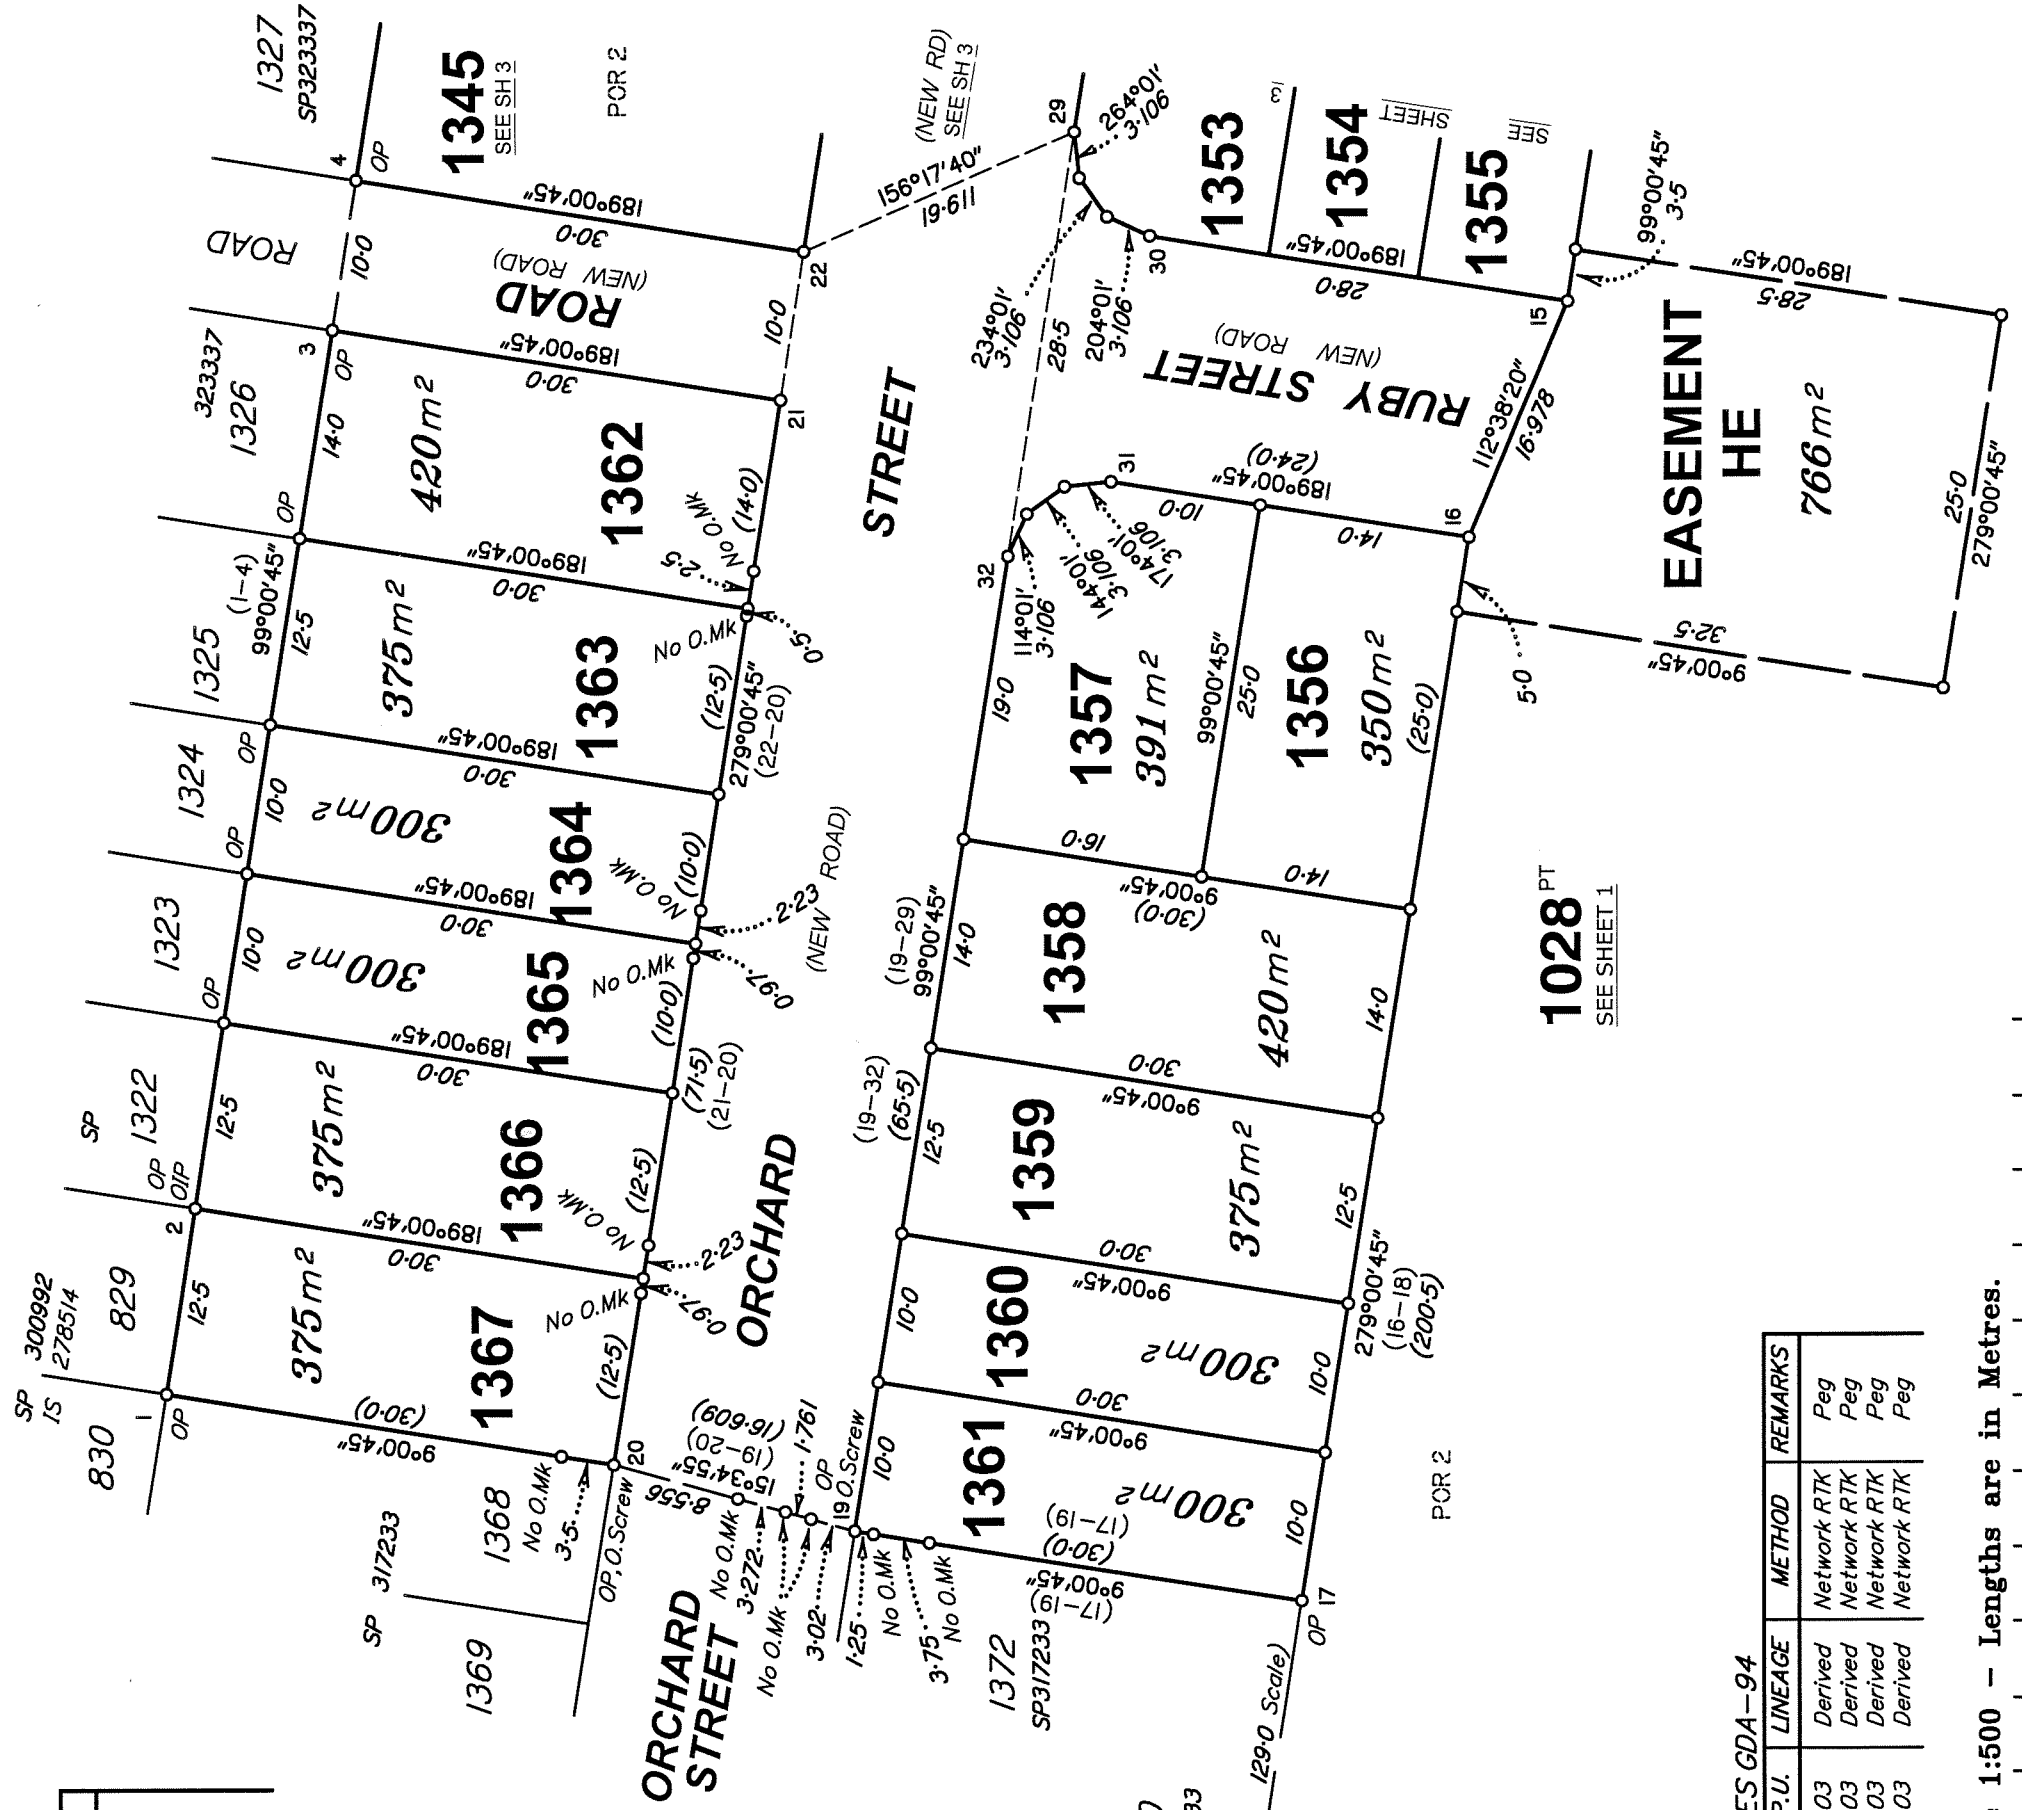 1327
SP323337
4
OP
1345
SEE SH 3
POR 2
189°00'45"
30·0
ROAD
10·0
ROAD
(NEW ROAD)
22
10·0
(NEW RD)
SEE SH 3
156°17'40"
19·611
29
264°01'
3·106
323337
1326
3
OP
14·0
189°00'45"
30·0
420m²
1362
21
(14·0)
No O.Mk
2·5
OP
(1-4)
99°00'45"
12·5
1325
189°00'45"
30·0
375m²
1363
No O.Mk
0·5
(12·5)
279°00'45"
(22-20)
OP
1324
10·0
189°00'45"
30·0
300m²
1364
No O.Mk
(10·0)
2·23
(NEW ROAD)
OP
1323
10·0
189°00'45"
30·0
300m²
1365
No O.Mk
0·97
(10·0)
OP
SP
1322
12·5
189°00'45"
30·0
375m²
1366
(71·5)
(21-20)
(12·5)
No O.Mk
2·23
OP
OIP
2
SP 300992
IS 278514
829
12·5
189°00'45"
30·0
375m²
1367
No O.Mk
0·97
(12·5)
830
1
OP
9°00'45"
(30·0)
1368
No O.Mk
3·5
20
OP, O.Screw
SP 317233
1369
STREET
ORCHARD
ORCHARD
STREET
8·556
15°34'55"
(19-20)
(16·609)
1·761
No O.Mk
3·272
No O.Mk
3·02
OP
O.Screw
19
1·25
No O.Mk
3·75
No O.Mk
1372
SP317233
(17-19)
9°00'45"
(30·0)
(17-19)
17
OP
129·0 Scale)
1361
300m²
10·0
10·0
9°00'45"
30·0
1360
300m²
10·0
10·0
9°00'45"
30·0
279°00'45"
(16-18)
(200·5)
1359
375m²
12·5
12·5
(19-32)
(65·5)
9°00'45"
30·0
1358
420m²
14·0
14·0
(19-29)
99°00'45"
9°00'45"
(30·0)
16·0
14·0
1357
391m²
19·0
32
114°01'
3·106
144°01'
3·106
174°01'
3·106
31
10·0
189°00'45"
(24·0)
14·0
99°00'45"
25·0
1356
350m²
(25·0)
16
5·0
28·5
234°01'
3·106
204°01'
3·106
30
RUBY STREET
(NEW ROAD)
189°00'45"
28·0
1353
1354
1355
SEE
SHEET
3
15
99°00'45"
3·5
112°38'20"
16·978
EASEMENT
HE
766m²
189°00'45"
28·5
25·0
279°00'45"
32·5
9°00'45"
1028 PT
SEE SHEET 1
POR 2
ES GDA-94
P.U. LINEAGE METHOD REMARKS
03 Derived Network RTK Peg
03 Derived Network RTK Peg
03 Derived Network RTK Peg
03 Derived Network RTK Peg
1:500 – Lengths are in Metres.